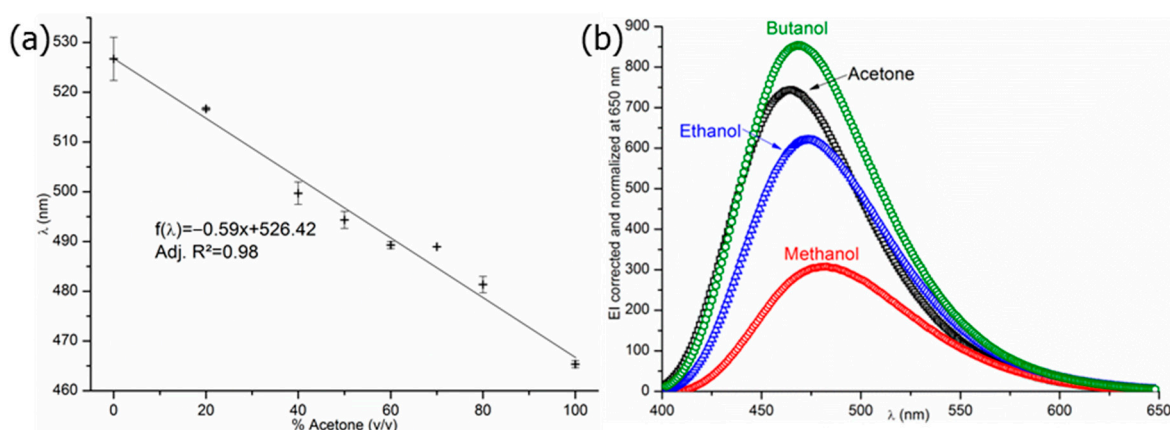 (a)
530
520
510
500
490
480
470
460
λ (nm)
f(λ)=−0.59x+526.42
Adj. R²=0.98
0 20 40 60 80 100
% Acetone (v/v)
(b)
900
800
700
600
500
400
300
200
100
0
EI corrected and normalized at 650 nm
Butanol
Acetone
Ethanol
Methanol
400 450 500 550 600 650
λ (nm)